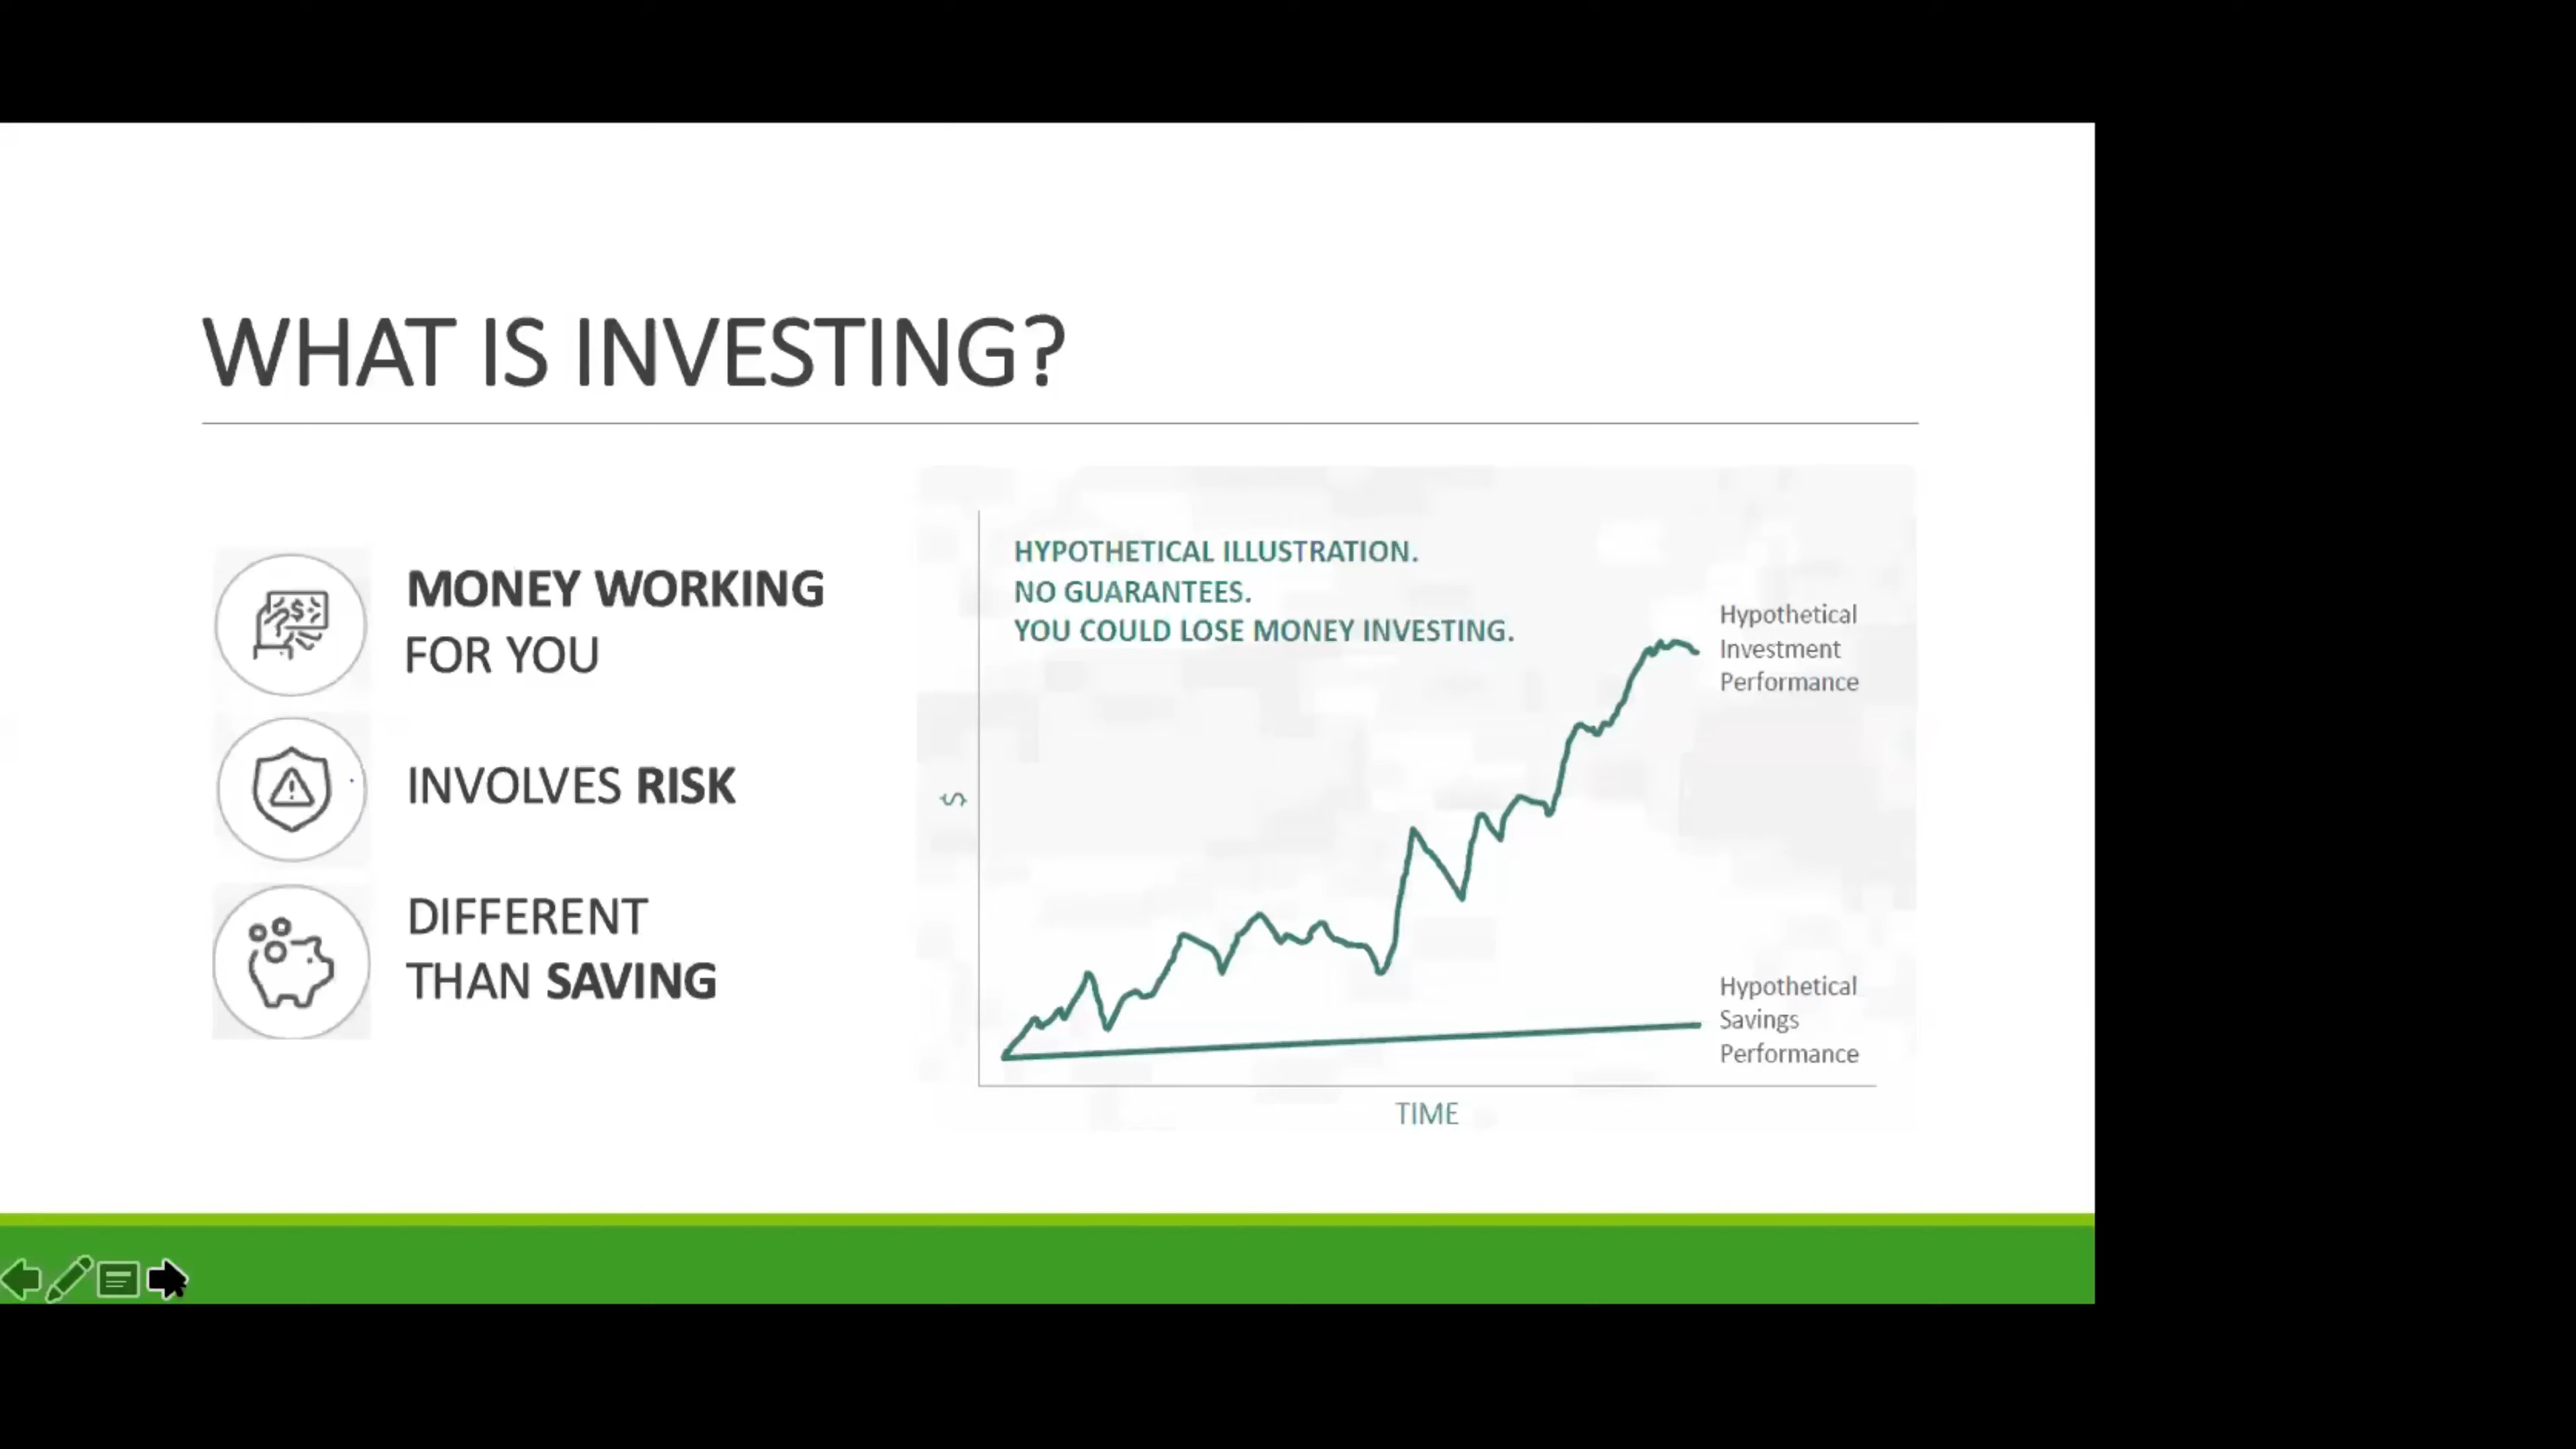 WHAT IS INVESTING?
MONEY WORKING
FOR YOU
INVOLVES RISK
DIFFERENT
THAN SAVING
HYPOTHETICAL ILLUSTRATION.
NO GUARANTEES.
YOU COULD LOSE MONEY INVESTING.
Hypothetical
Investment
Performance
$
Hypothetical
Savings
Performance
TIME